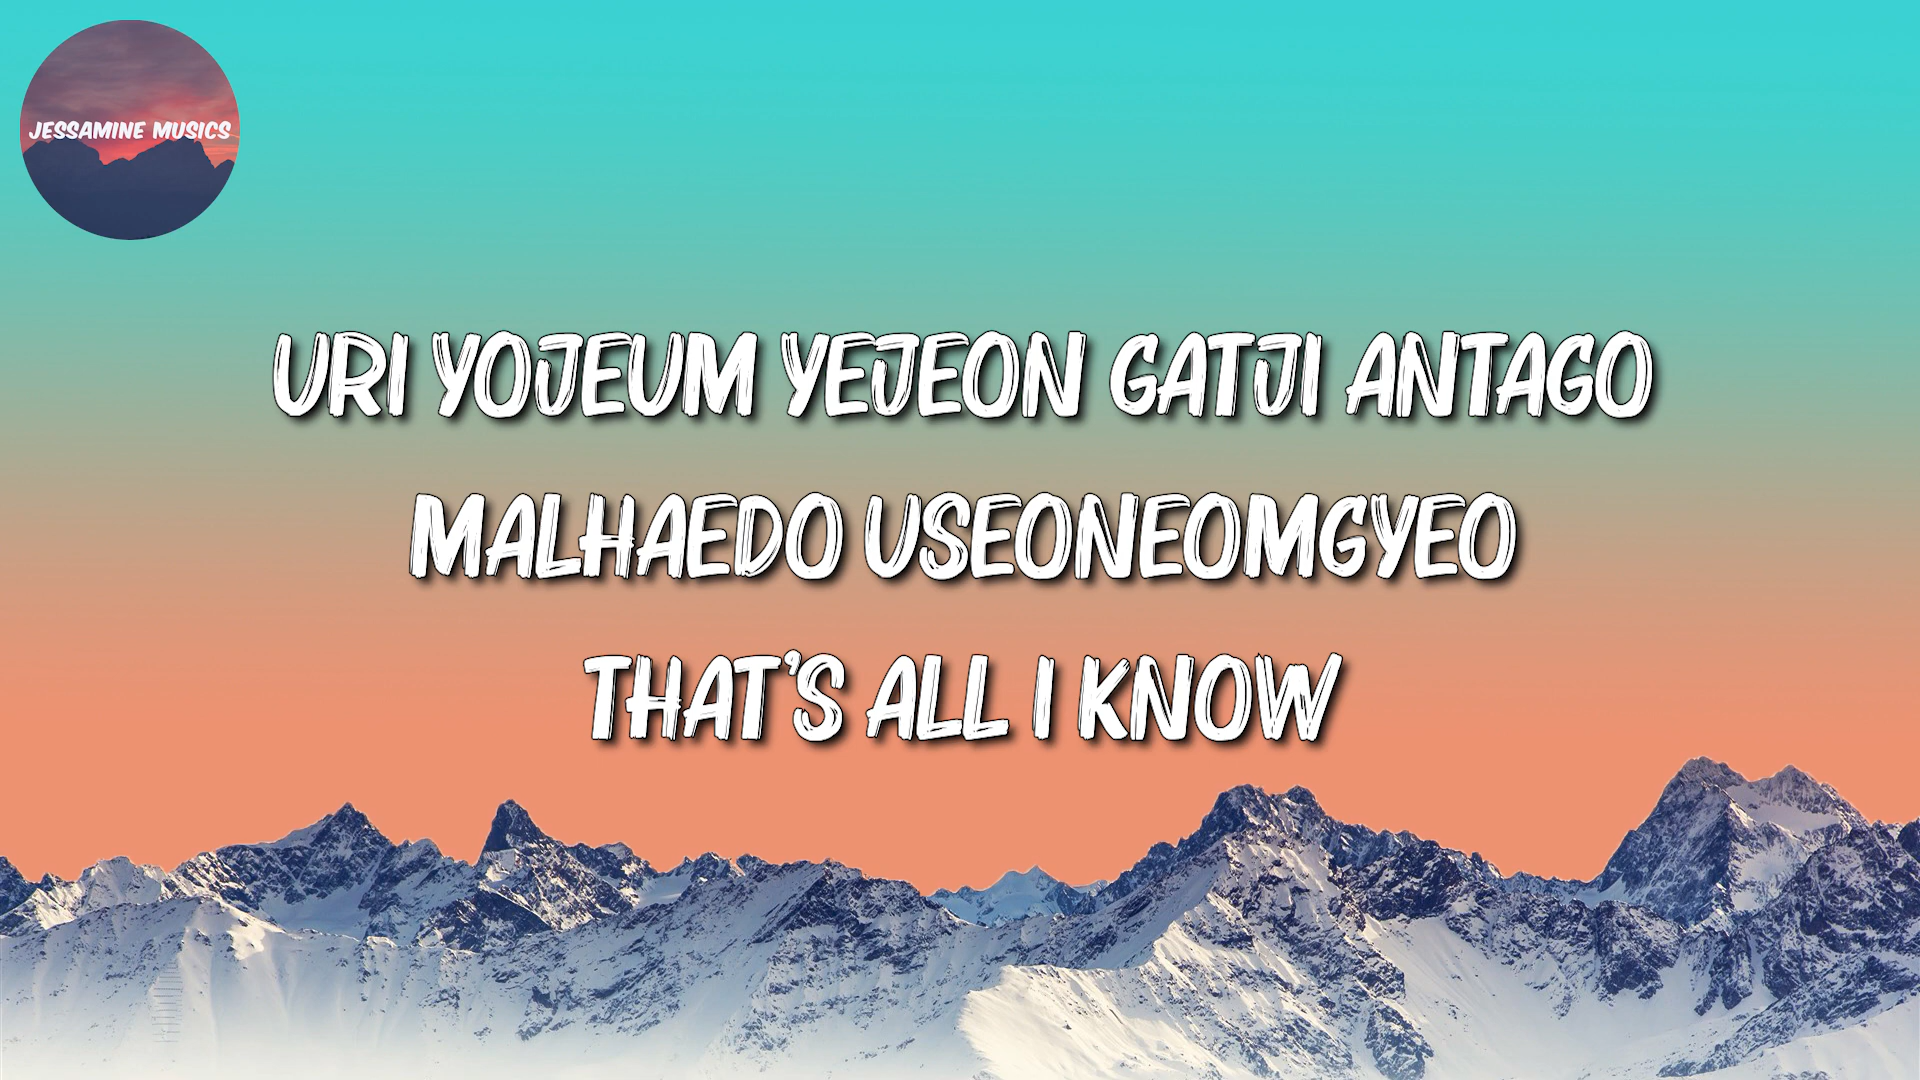 JESSAMINE MUSICS
URI YOJEUM YEJEON GATJI ANTAGO
MALHAEDO USEONEOMGYEO
THAT'S ALL I KNOW